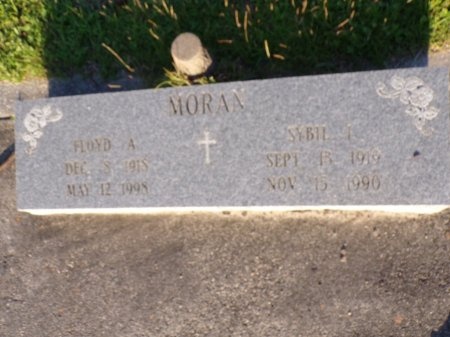 MORAN
FLOYD A.
DEC. 8, 1918
MAY 12, 1998
SYBIL
SEPT. 13, 1919
NOV. 15, 1990